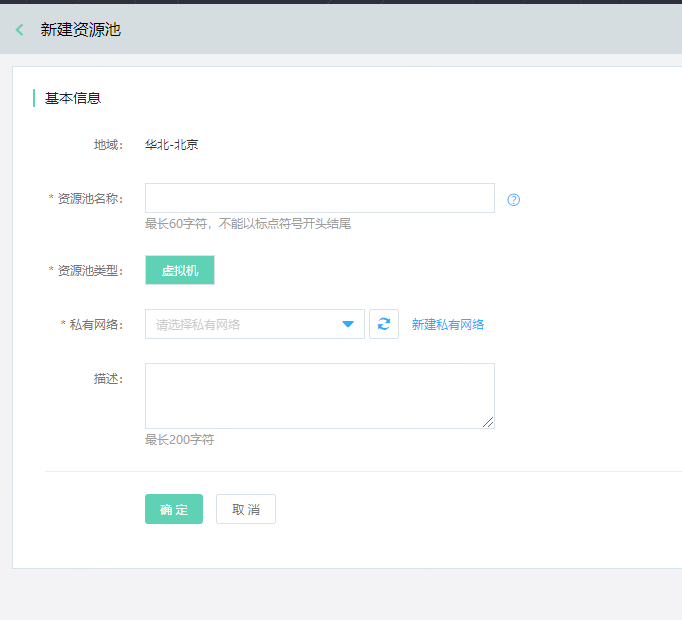 新建资源池
基本信息
地域： 华北-北京
* 资源池名称：
最长60字符，不能以标点符号开头结尾
* 资源池类型： 虚拟机
* 私有网络： 请选择私有网络 新建私有网络
描述：
最长200字符
确 定 取 消